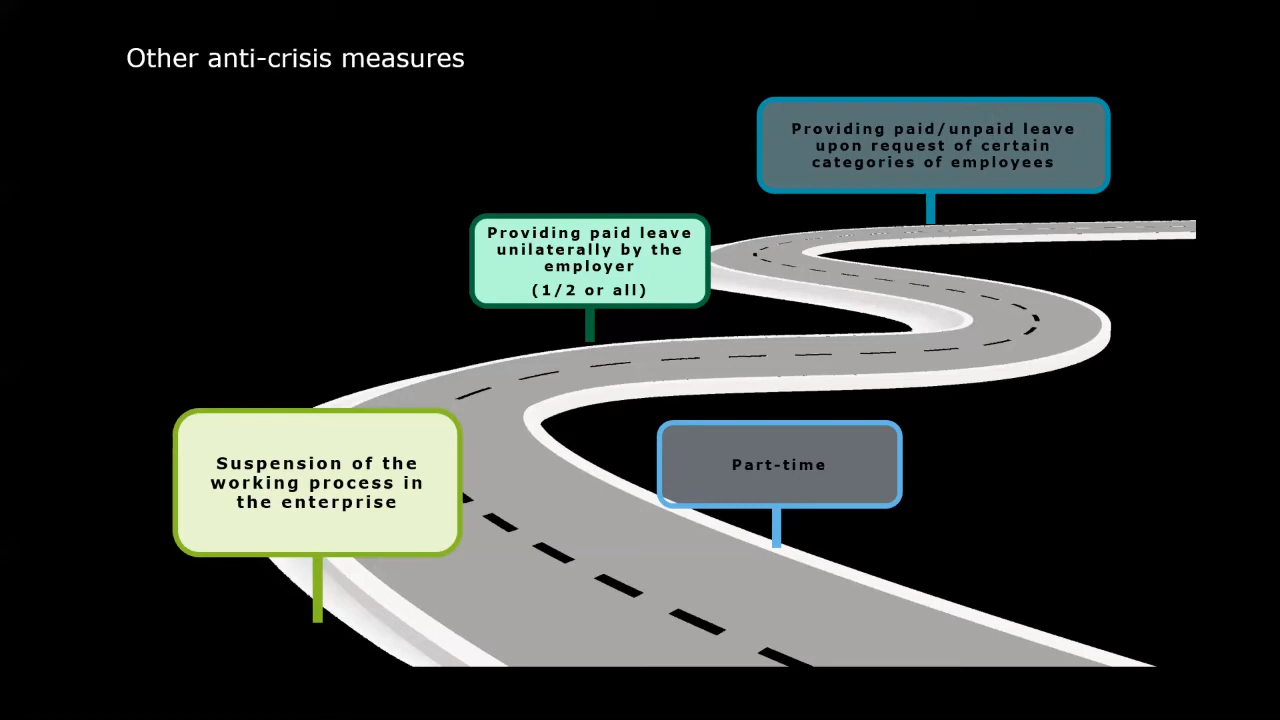 Other anti-crisis measures
Providing paid/unpaid leave
upon request of certain
categories of employees
Providing paid leave
unilaterally by the
employer
(1/2 or all)
Suspension of the
working process in
the enterprise
Part-time